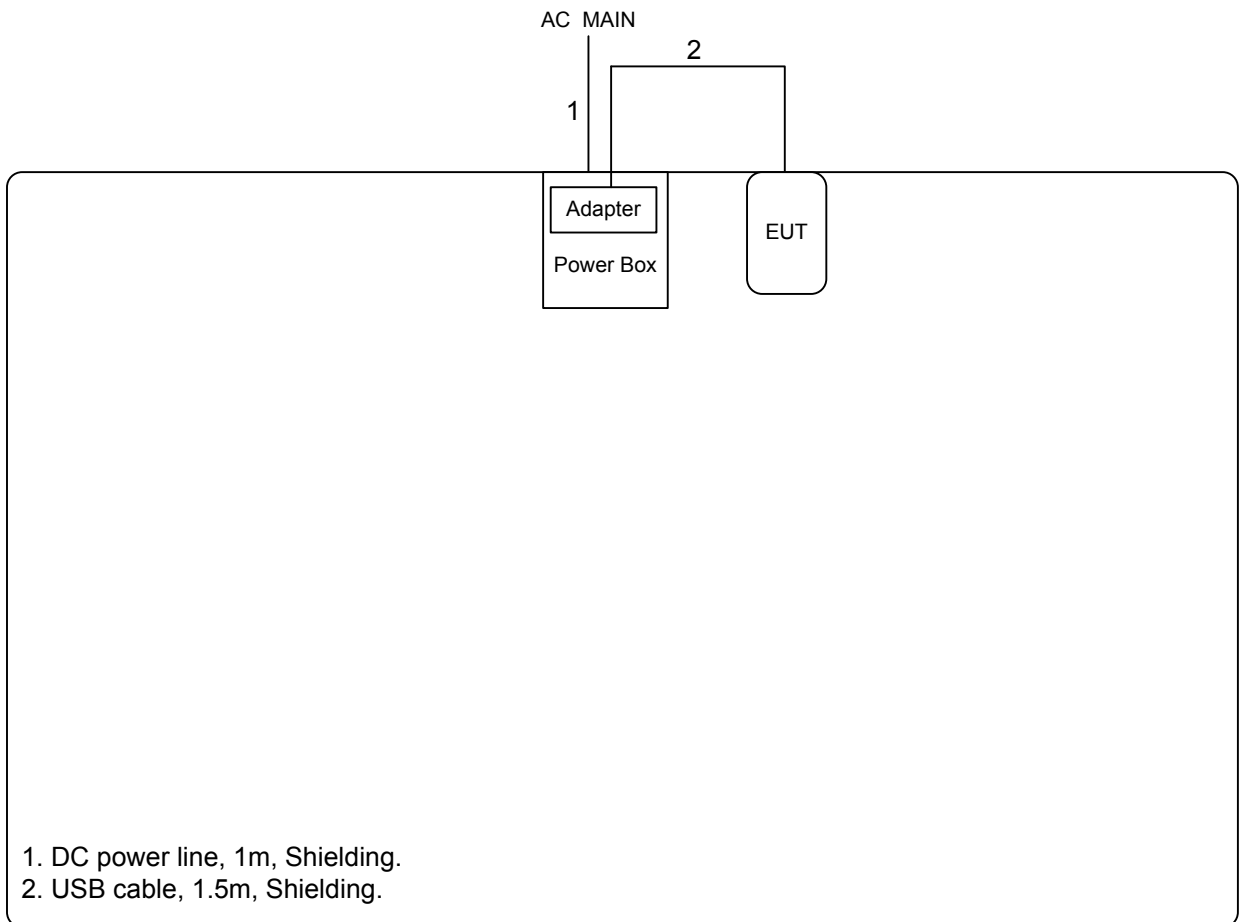 AC MAIN
2
1
Adapter
EUT
Power Box
1. DC power line, 1m, Shielding.
2. USB cable, 1.5m, Shielding.